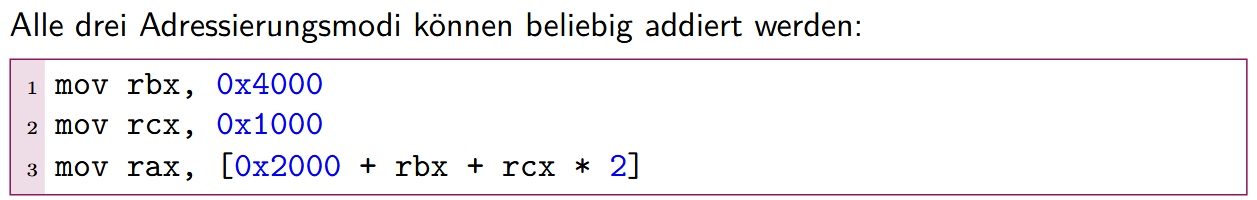 Alle drei Adressierungsmodi können beliebig addiert werden:
1 mov rbx, 0x4000
2 mov rcx, 0x1000
3 mov rax, [0x2000 + rbx + rcx * 2]